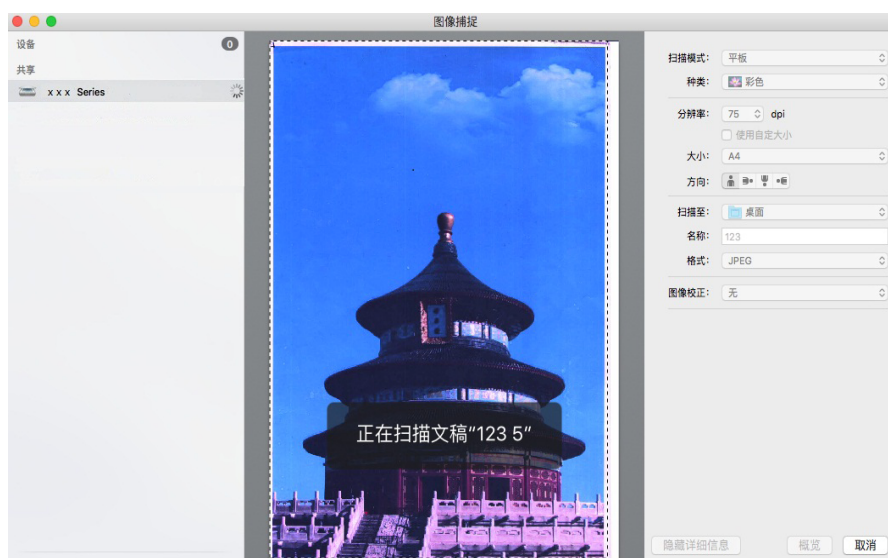 图像捕捉
设备 0
共享
x x x Series
扫描模式: 平板
种类: 彩色
分辨率: 75 dpi
使用自定大小
大小: A4
方向:
扫描至: 桌面
名称: 123
格式: JPEG
图像校正: 无
正在扫描文稿“123 5”
隐藏详细信息 概览 取消